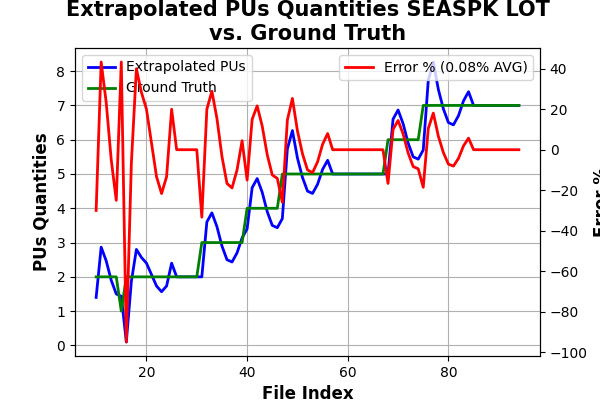 Extrapolated PUs Quantities SEASPK LOT
vs. Ground Truth
Extrapolated PUs
Ground Truth
Error % (0.08% AVG)
PUs Quantities
8
7
6
5
4
3
2
1
0
40
20
0
−20
−40
−60
−80
−100
Error %
20
40
60
80
File Index